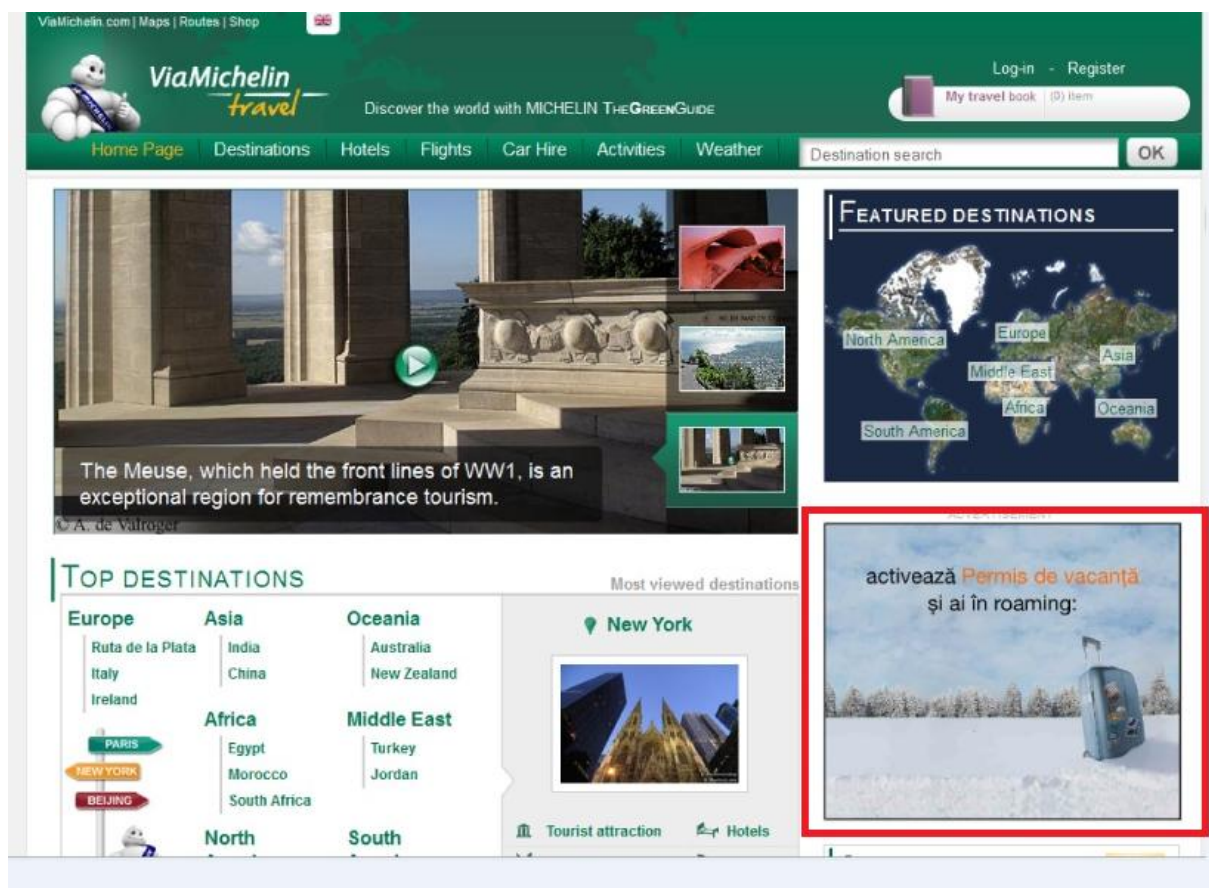 ViaMichelin.com | Maps | Routes | Shop
ViaMichelin
travel
Discover the world with MICHELIN THEGREENGUIDE
Log-in - Register
My travel book (0) item
Home Page Destinations Hotels Flights Car Hire Activities Weather
Destination search OK
The Meuse, which held the front lines of WW1, is an
exceptional region for remembrance tourism.
© A. de Valroger
FEATURED DESTINATIONS
North America
Europe
Asia
Middle East
Africa
Oceania
South America
ADVERTISEMENT
activează Permis de vacanță
și ai în roaming:
TOP DESTINATIONS
Most viewed destinations
Europe
Ruta de la Plata
Italy
Ireland
PARIS
NEW YORK
BEIJING
Asia
India
China
Africa
Egypt
Morocco
South Africa
North
Oceania
Australia
New Zealand
Middle East
Turkey
Jordan
South
New York
Tourist attraction
Hotels